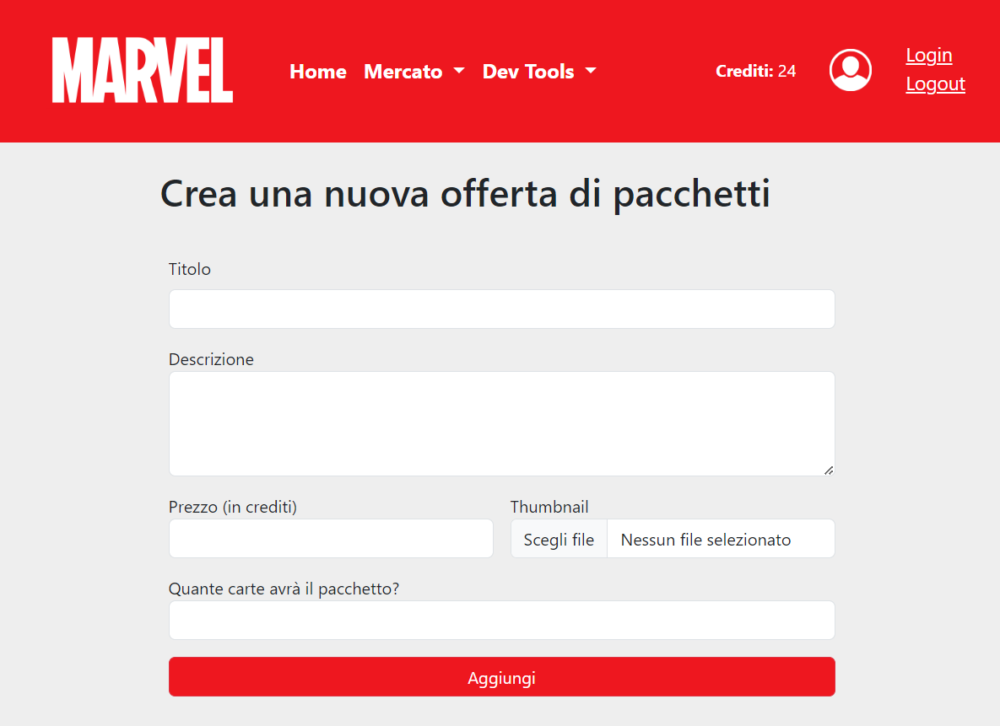 MARVEL
Home Mercato Dev Tools Crediti: 24 Login
Logout
Crea una nuova offerta di pacchetti
Titolo
Descrizione
Prezzo (in crediti) Thumbnail
Scegli file Nessun file selezionato
Quante carte avrà il pacchetto?
Aggiungi